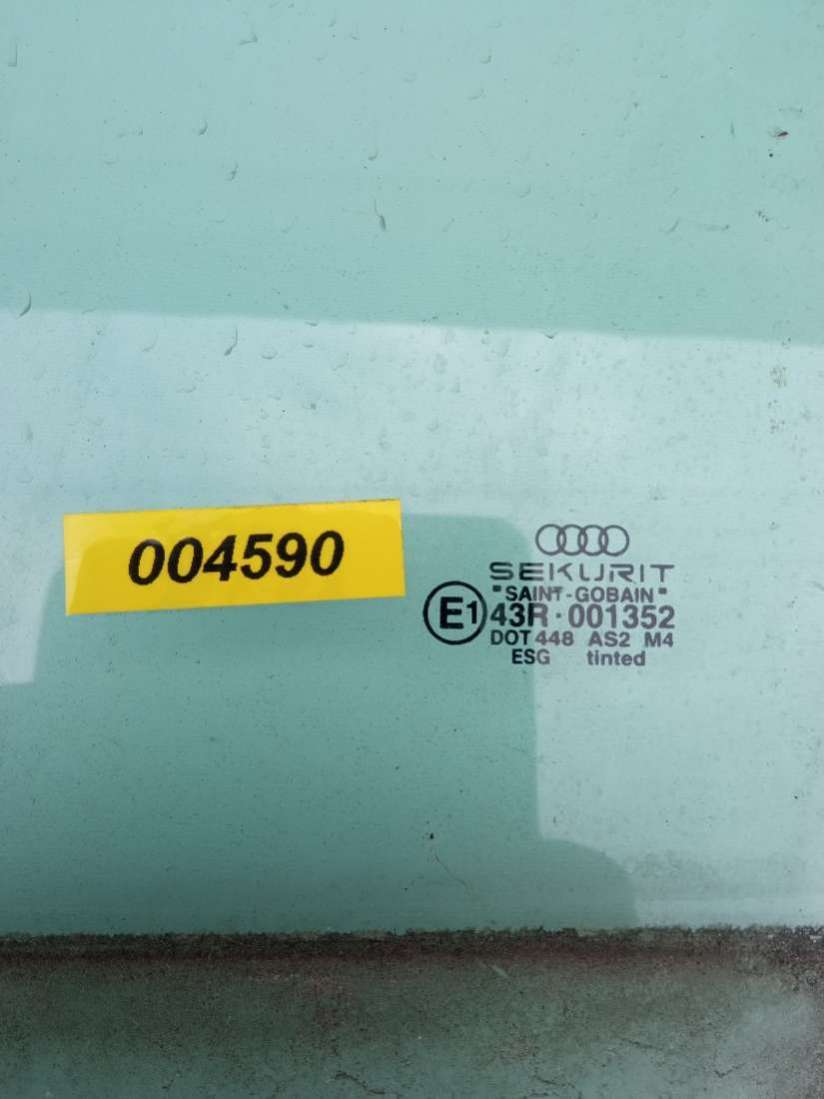 004590
SEKURIT
"SAINT-GOBAIN"
E1 43R-001352
DOT 448 AS2 M4
ESG tinted